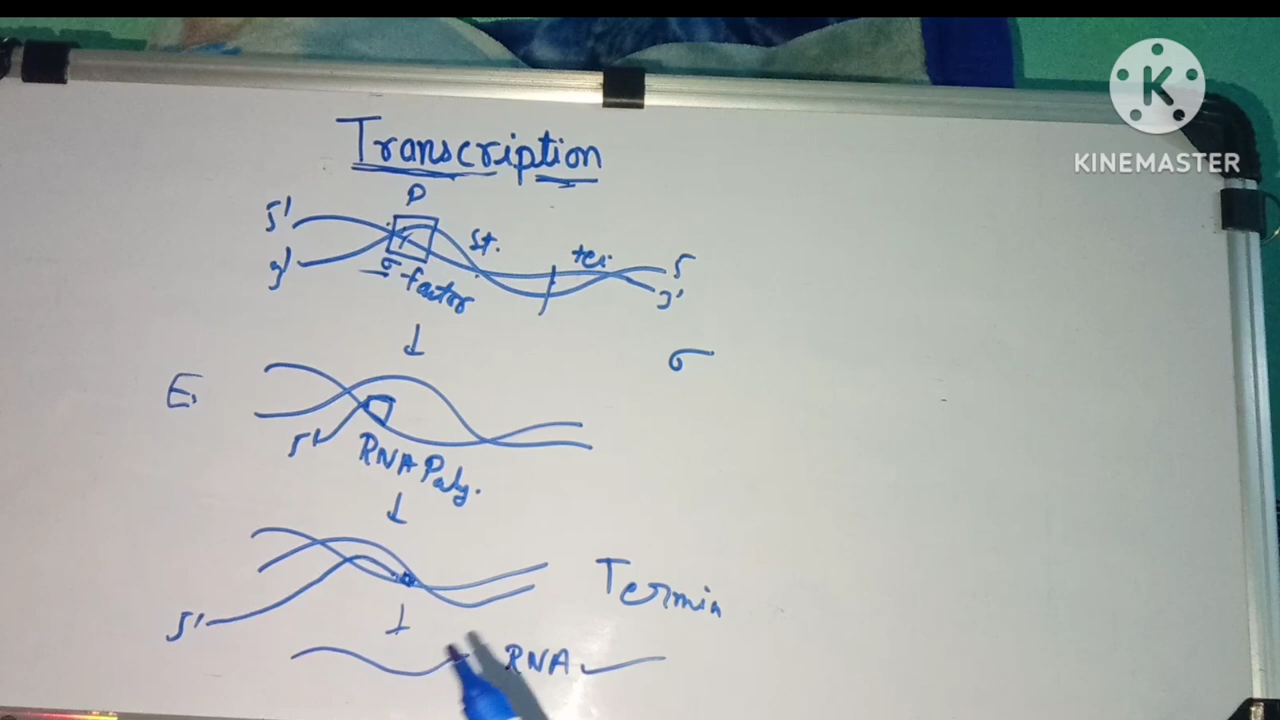 Transcription
P
5'
St.
ter.
5
3'
3'
σ-factor
σ
E.
5'
RNA Poly.
Termin
5'
RNA
K
KINEMASTER